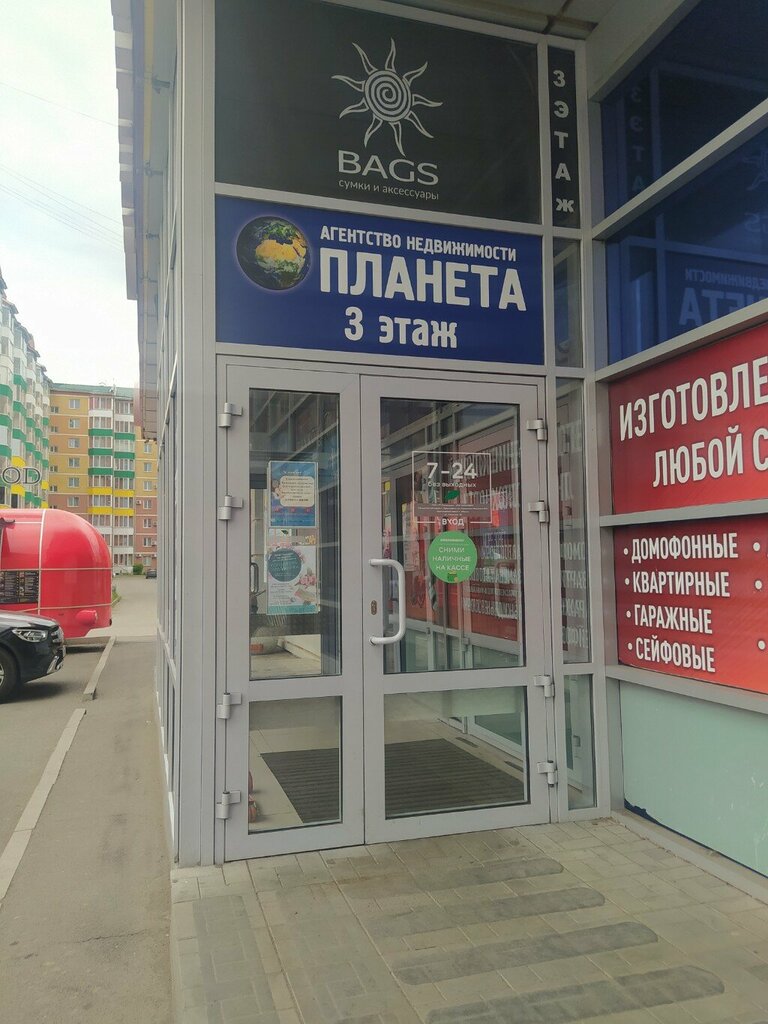 BAGS
сумки и аксессуары
3 ЭТАЖ
АГЕНТСТВО НЕДВИЖИМОСТИ
ПЛАНЕТА
3 этаж
7-24
без выходных
ВХОД
СНИМИ
НАЛИЧНЫЕ
НА КАССЕ
ИЗГОТОВЛЕ
ЛЮБОЙ С
• ДОМОФОННЫЕ
• КВАРТИРНЫЕ
• ГАРАЖНЫЕ
• СЕЙФОВЫЕ
OD